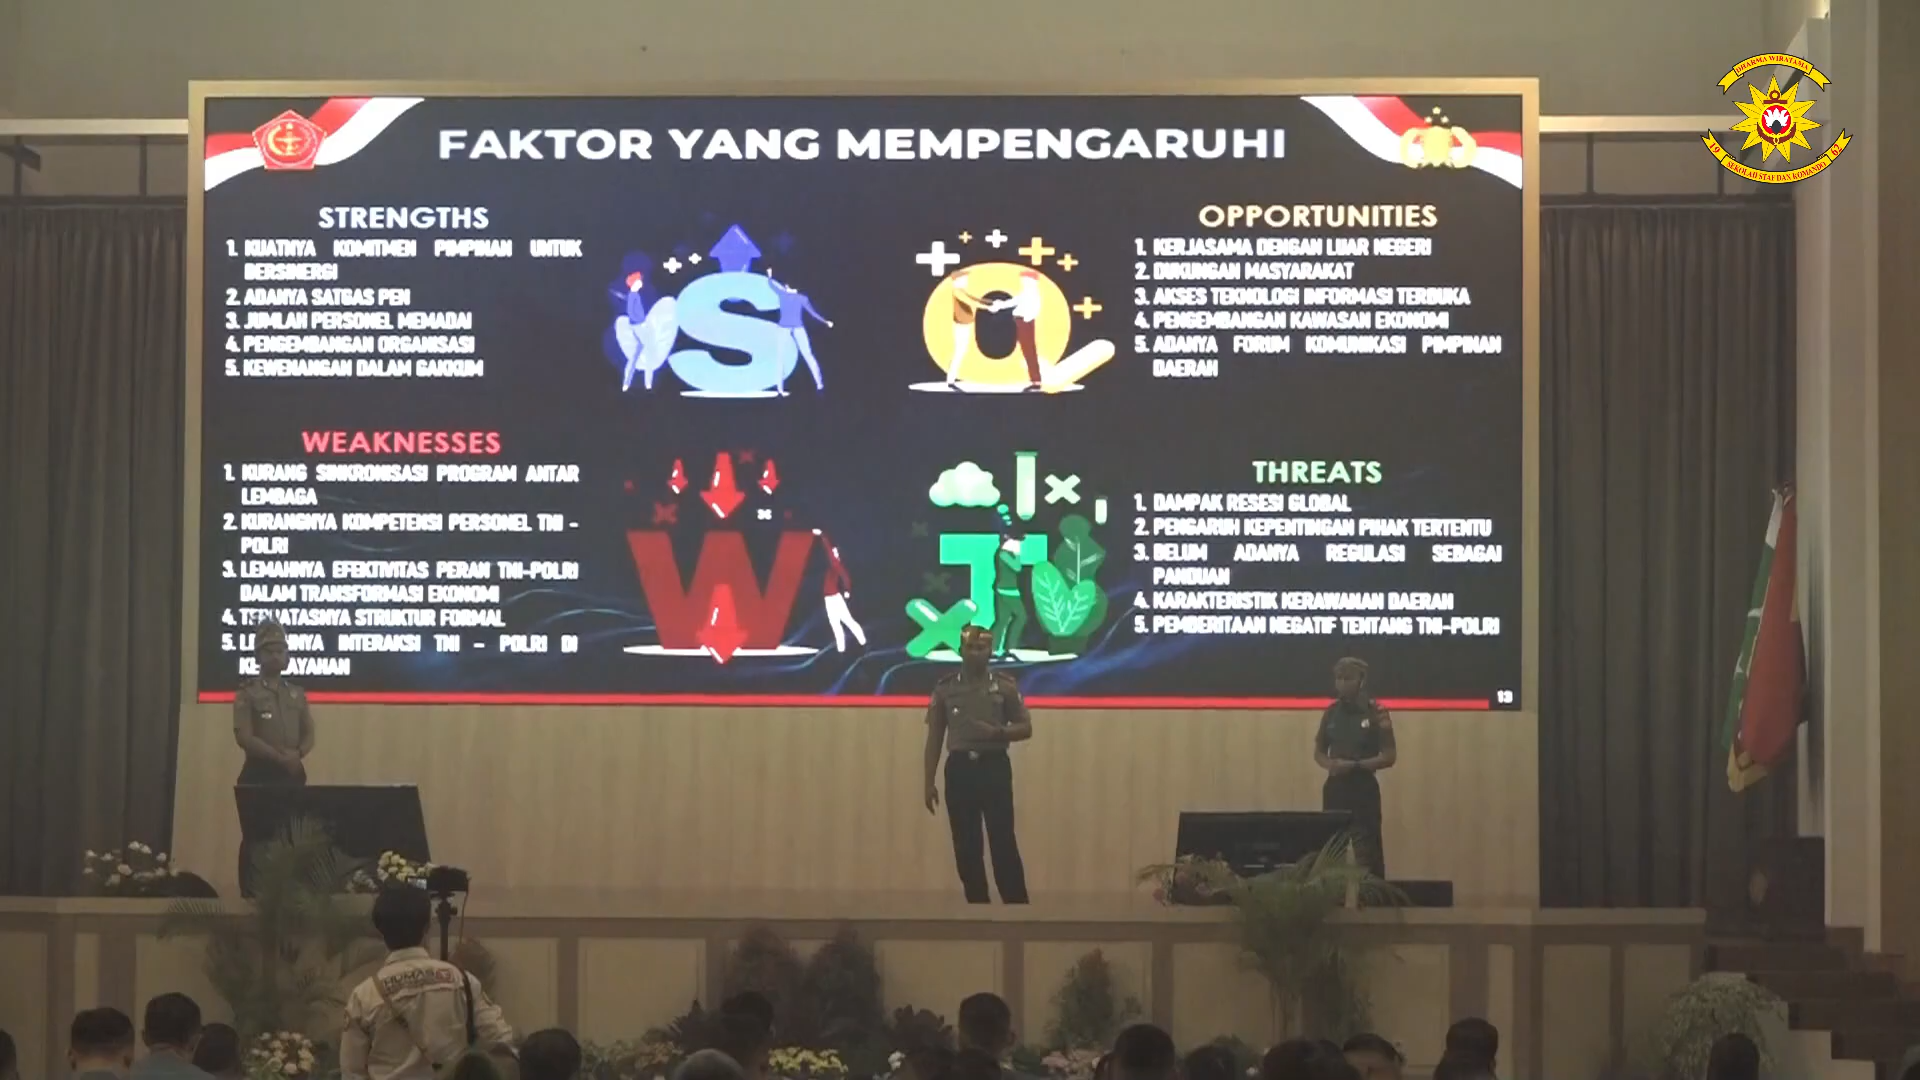 DHARMA WIRATAMA
19 62
SEKOLAH STAF DAN KOMANDO
FAKTOR YANG MEMPENGARUHI
STRENGTHS
1. KUATNYA KOMITMEN PIMPINAN UNTUK
BERSINERGI
2. ADANYA SATGAS PEN
3. JUMLAH PERSONEL MEMADAI
4. PENGEMBANGAN ORGANISASI
5. KEWENANGAN DALAM GAKKUM
S
OPPORTUNITIES
1. KERJASAMA DENGAN LUAR NEGERI
2. DUKUNGAN MASYARAKAT
3. AKSES TEKNOLOGI INFORMASI TERBUKA
4. PENGEMBANGAN KAWASAN EKONOMI
5. ADANYA FORUM KOMUNIKASI PIMPINAN
DAERAH
O
WEAKNESSES
1. KURANG SINKRONISASI PROGRAM ANTAR
LEMBAGA
2. KURANGNYA KOMPETENSI PERSONEL TNI -
POLRI
3. LEMAHNYA EFEKTIVITAS PERAN TNI-POLRI
DALAM TRANSFORMASI EKONOMI
4. STRUKTUR FORMAL
5. INTERAKSI TNI - POLRI DI
W
THREATS
1. DAMPAK RESESI GLOBAL
2. PENGARUH KEPENTINGAN PIHAK TERTENTU
3. BELUM ADANYA REGULASI SEBAGAI
PANDUAN
4. KARAKTERISTIK KERAWANAN DAERAH
5. PEMBERITAAN NEGATIF TENTANG TNI-POLRI
T
13
HUMAS